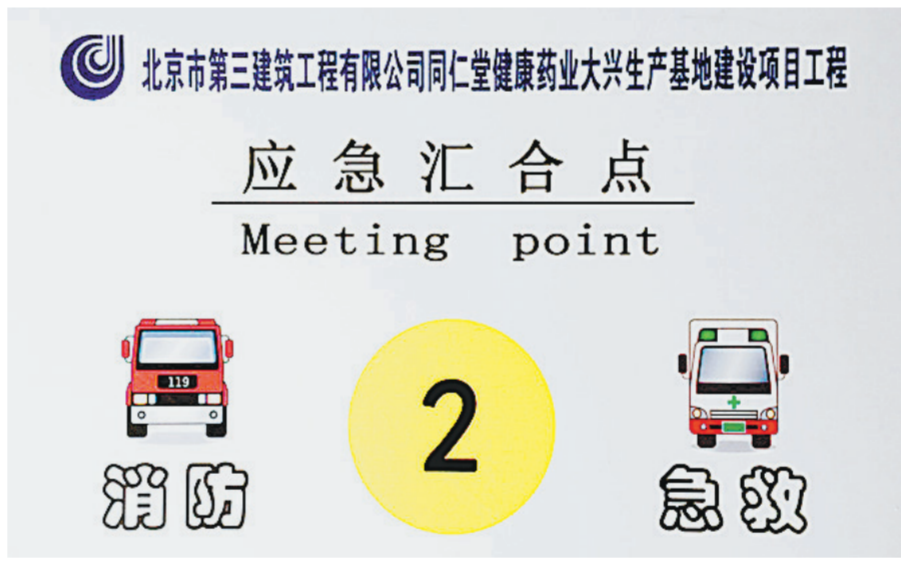 北京市第三建筑工程有限公司同仁堂健康药业大兴生产基地建设项目工程
应急汇合点
Meeting point
119
2
消防
急救